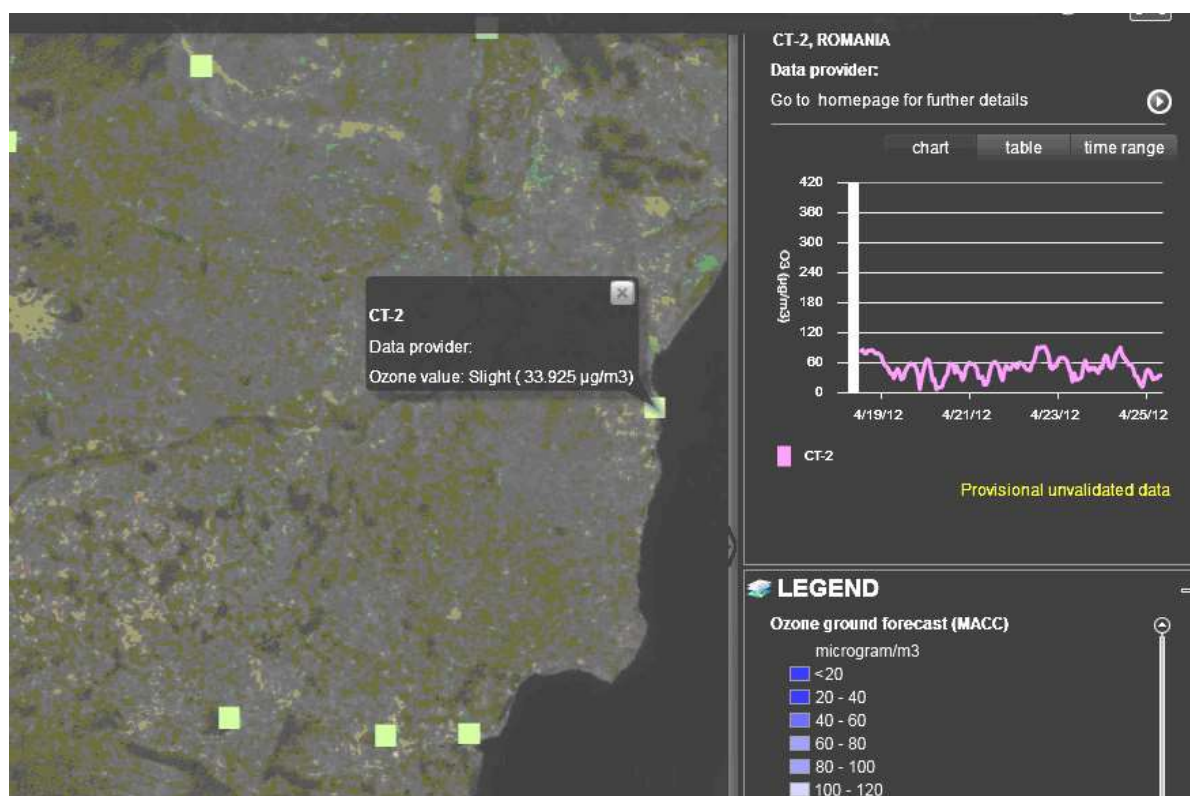 CT-2
Data provider:
Ozone value: Slight ( 33.925 µg/m3)
CT-2, ROMANIA
Data provider:
Go to homepage for further details
chart table time range
420
360
300
240
180
120
60
0
O3 (µg/m3)
4/19/12 4/21/12 4/23/12 4/25/12
CT-2
Provisional unvalidated data
LEGEND
Ozone ground forecast (MACC)
microgram/m3
<20
20 - 40
40 - 60
60 - 80
80 - 100
100 - 120